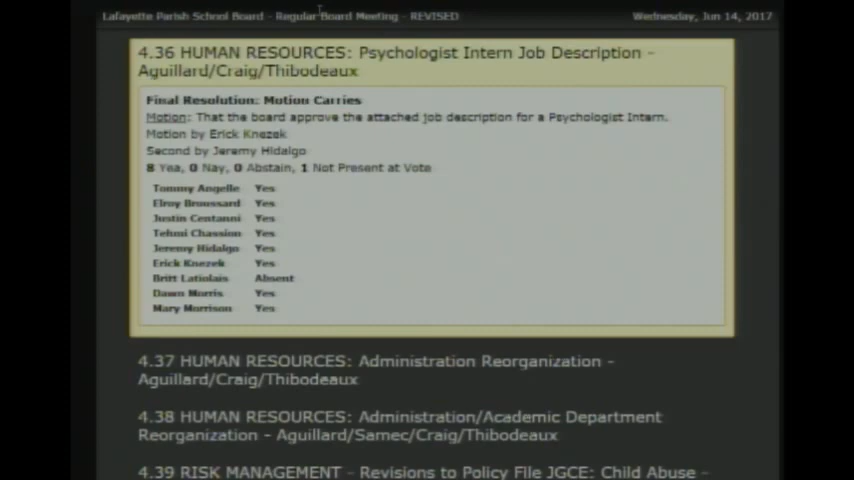 Lafayette Parish School Board - Regular Board Meeting - REVISED
Wednesday, Jun 14, 2017
4.36 HUMAN RESOURCES: Psychologist Intern Job Description -
Aguillard/Craig/Thibodeaux
Final Resolution: Motion Carries
Motion: That the board approve the attached job description for a Psychologist Intern.
Motion by Erick Knezek
Second by Jeremy Hidalgo
8 Yea, 0 Nay, 0 Abstain, 1 Not Present at Vote
Tommy Angelle Yes
Elroy Broussard Yes
Justin Centanni Yes
Tehmi Chassion Yes
Jeremy Hidalgo Yes
Erick Knezek Yes
Britt Latiolais Absent
Dawn Morris Yes
Mary Morrison Yes
4.37 HUMAN RESOURCES: Administration Reorganization -
Aguillard/Craig/Thibodeaux
4.38 HUMAN RESOURCES: Administration/Academic Department
Reorganization - Aguillard/Samec/Craig/Thibodeaux
4.39 RISK MANAGEMENT - Revisions to Policy File JGCE: Child Abuse -